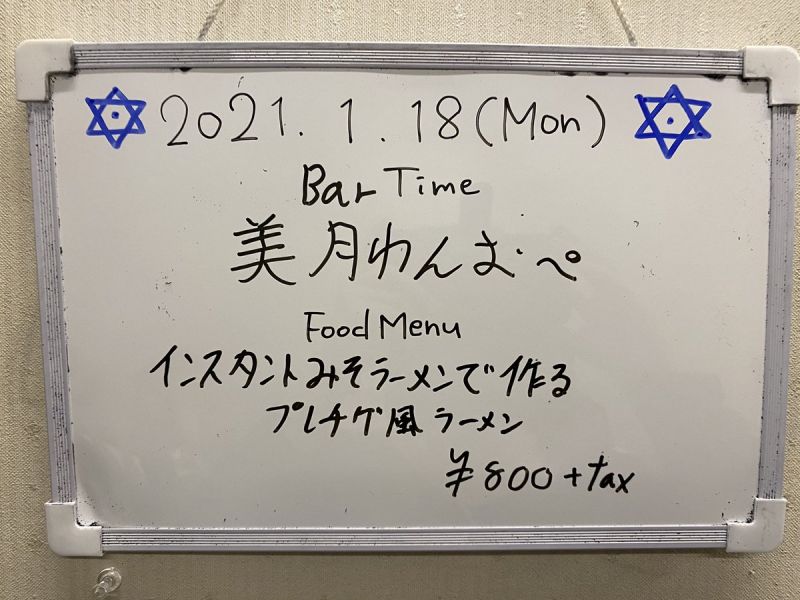 2021.1.18(Mon)
Bar Time
美月わんおぺ
Food Menu
インスタントみそラーメンで作る
プレチゲ風ラーメン
¥800+tax